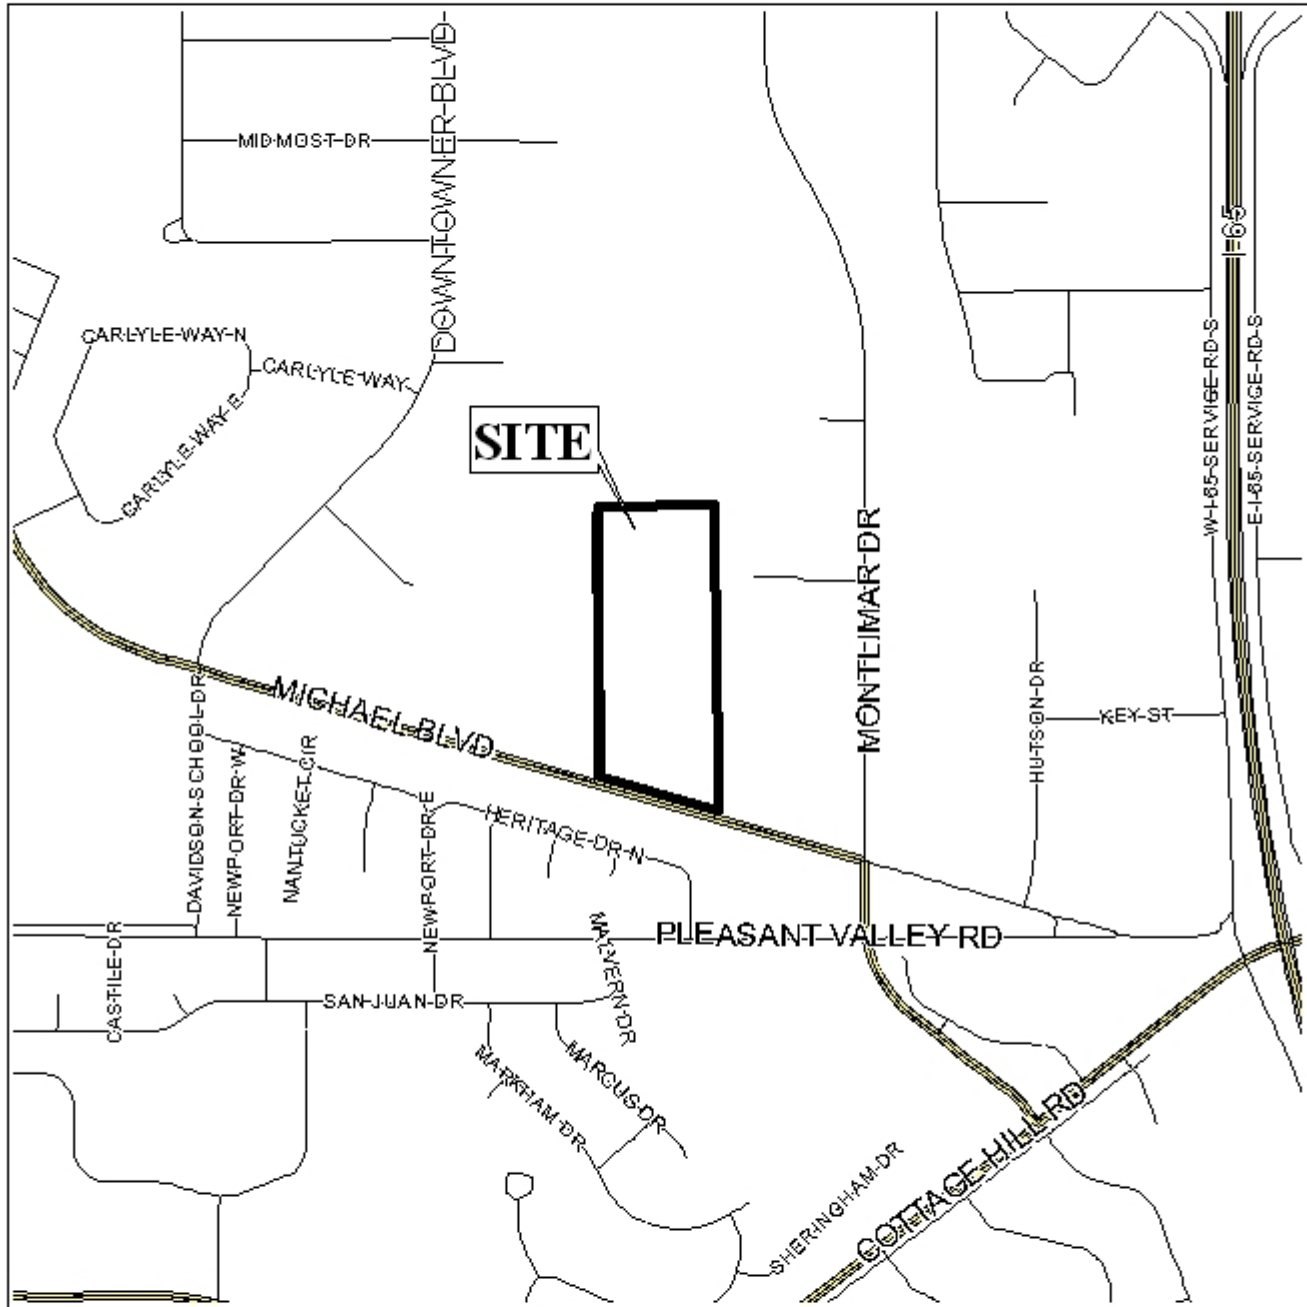 DOWNTOWNER BLVD
MIDMOST DR
I-65
CARLYLE WAY N
CARLYLE WAY
CARLYLE WAY E
W I-65 SERVICE RD S
E I-65 SERVICE RD S
SITE
MONTLIMAR DR
HUTSON DR
KEY ST
MICHAEL BLVD
DAVIDSON SCHOOL DR
NEWPORT DR W
NANTUCKET CIR
NEWPORT DR E
HERITAGE DR N
PLEASANT VALLEY RD
CASTILE DR
MALVERN DR
SAN JUAN DR
MARKHAM DR
MARCUS DR
SHERINGHAM DR
COTTAGE HILL RD